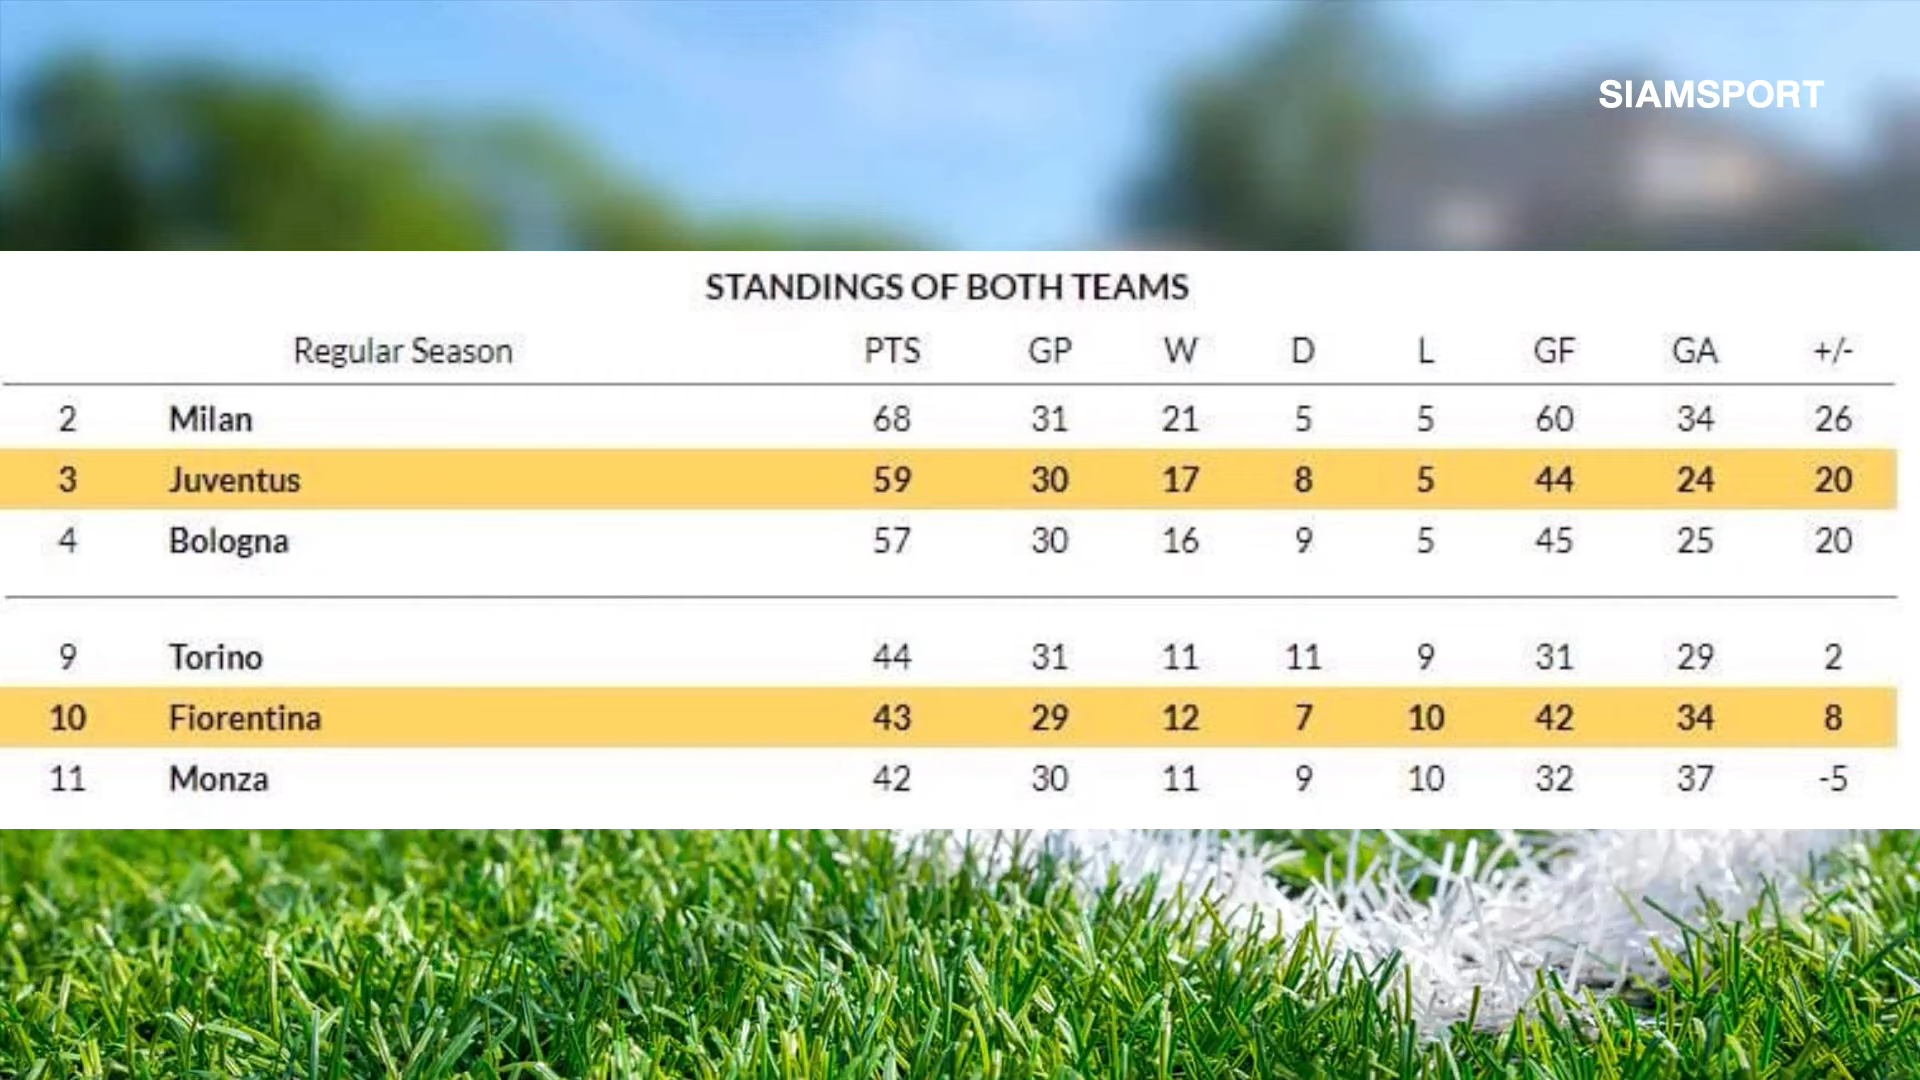 SIAMSPORT
STANDINGS OF BOTH TEAMS
Regular Season PTS GP W D L GF GA +/-
2 Milan 68 31 21 5 5 60 34 26
3 Juventus 59 30 17 8 5 44 24 20
4 Bologna 57 30 16 9 5 45 25 20
9 Torino 44 31 11 11 9 31 29 2
10 Fiorentina 43 29 12 7 10 42 34 8
11 Monza 42 30 11 9 10 32 37 -5